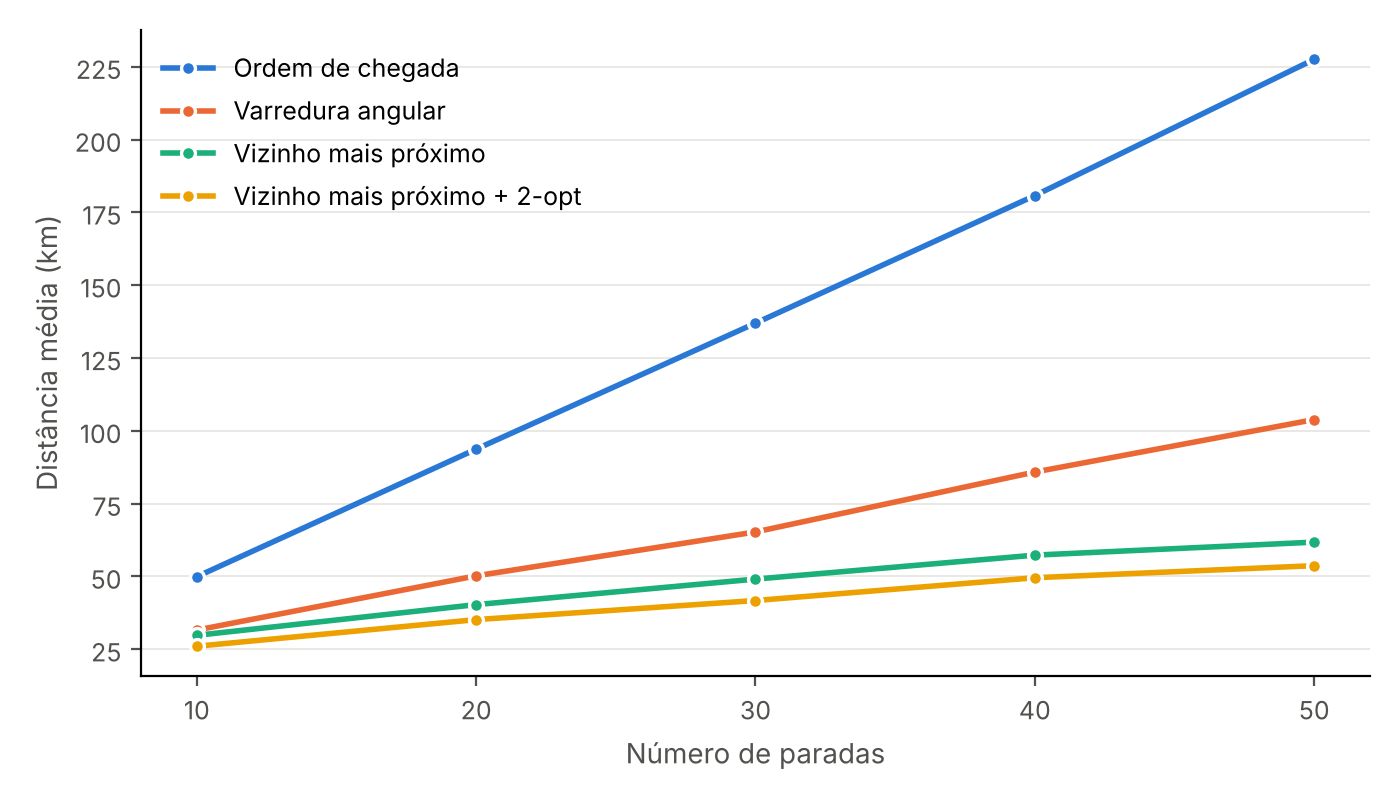 Ordem de chegada
Varredura angular
Vizinho mais próximo
Vizinho mais próximo + 2-opt
Distância média (km)
225
200
175
150
125
100
75
50
25
10 20 30 40 50
Número de paradas